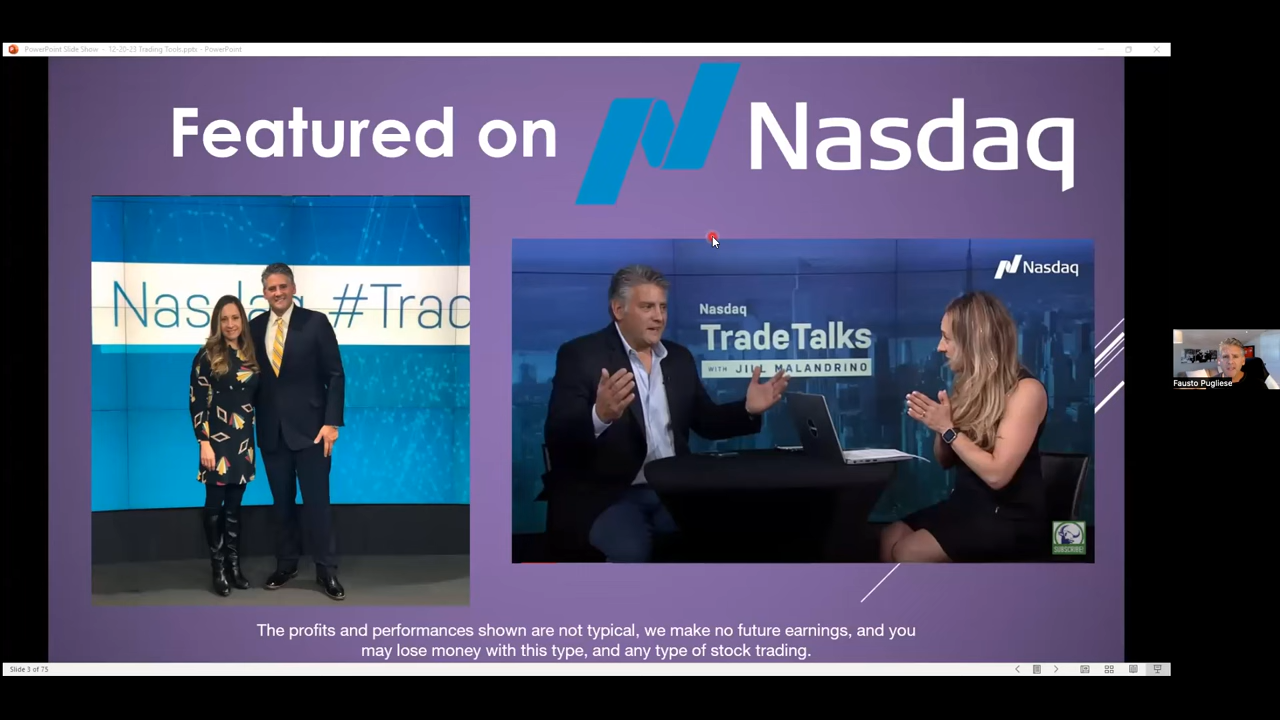 PowerPoint Slide Show - 12-20-23 Trading Tools.pptx - PowerPoint
Featured on Nasdaq
Nasdaq #Trad
Nasdaq
Nasdaq
TradeTalks
WITH JILL MALANDRINO
SUBSCRIBE!
Fausto Pugliese
The profits and performances shown are not typical, we make no future earnings, and you
may lose money with this type, and any type of stock trading.
Slide 3 of 75